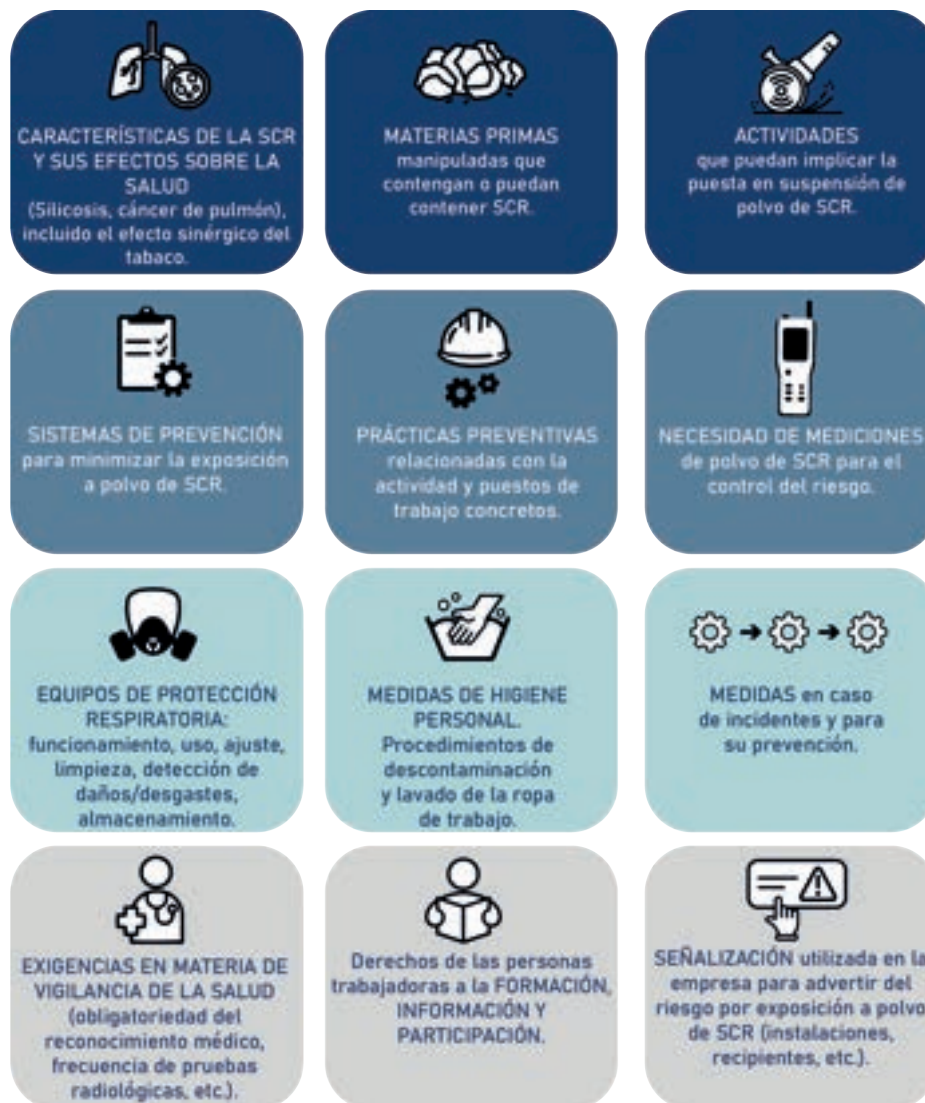 CARACTERÍSTICAS DE LA SCR
Y SUS EFECTOS SOBRE LA
SALUD
(Silicosis, cáncer de pulmón),
incluido el efecto sinérgico del
tabaco.
MATERIAS PRIMAS
manipuladas que
contengan o puedan
contener SCR.
ACTIVIDADES
que puedan implicar la
puesta en suspensión de
polvo de SCR.
SISTEMAS DE PREVENCIÓN
para minimizar la exposición
a polvo de SCR.
PRÁCTICAS PREVENTIVAS
relacionadas con la
actividad y puestos de
trabajo concretos.
NECESIDAD DE MEDICIONES
de polvo de SCR para el
control del riesgo.
EQUIPOS DE PROTECCIÓN
RESPIRATORIA:
funcionamiento, uso, ajuste,
limpieza, detección de
daños/desgastes,
almacenamiento.
MEDIDAS DE HIGIENE
PERSONAL.
Procedimientos de
descontaminación
y lavado de la ropa
de trabajo.
MEDIDAS en caso
de incidentes y para
su prevención.
EXIGENCIAS EN MATERIA DE
VIGILANCIA DE LA SALUD
(obligatoriedad del
reconocimiento médico,
frecuencia de pruebas
radiológicas, etc.).
Derechos de las personas
trabajadoras a la FORMACIÓN,
INFORMACIÓN Y
PARTICIPACIÓN.
SEÑALIZACIÓN utilizada en la
empresa para advertir del
riesgo por exposición a polvo
de SCR (instalaciones,
recipientes, etc.).